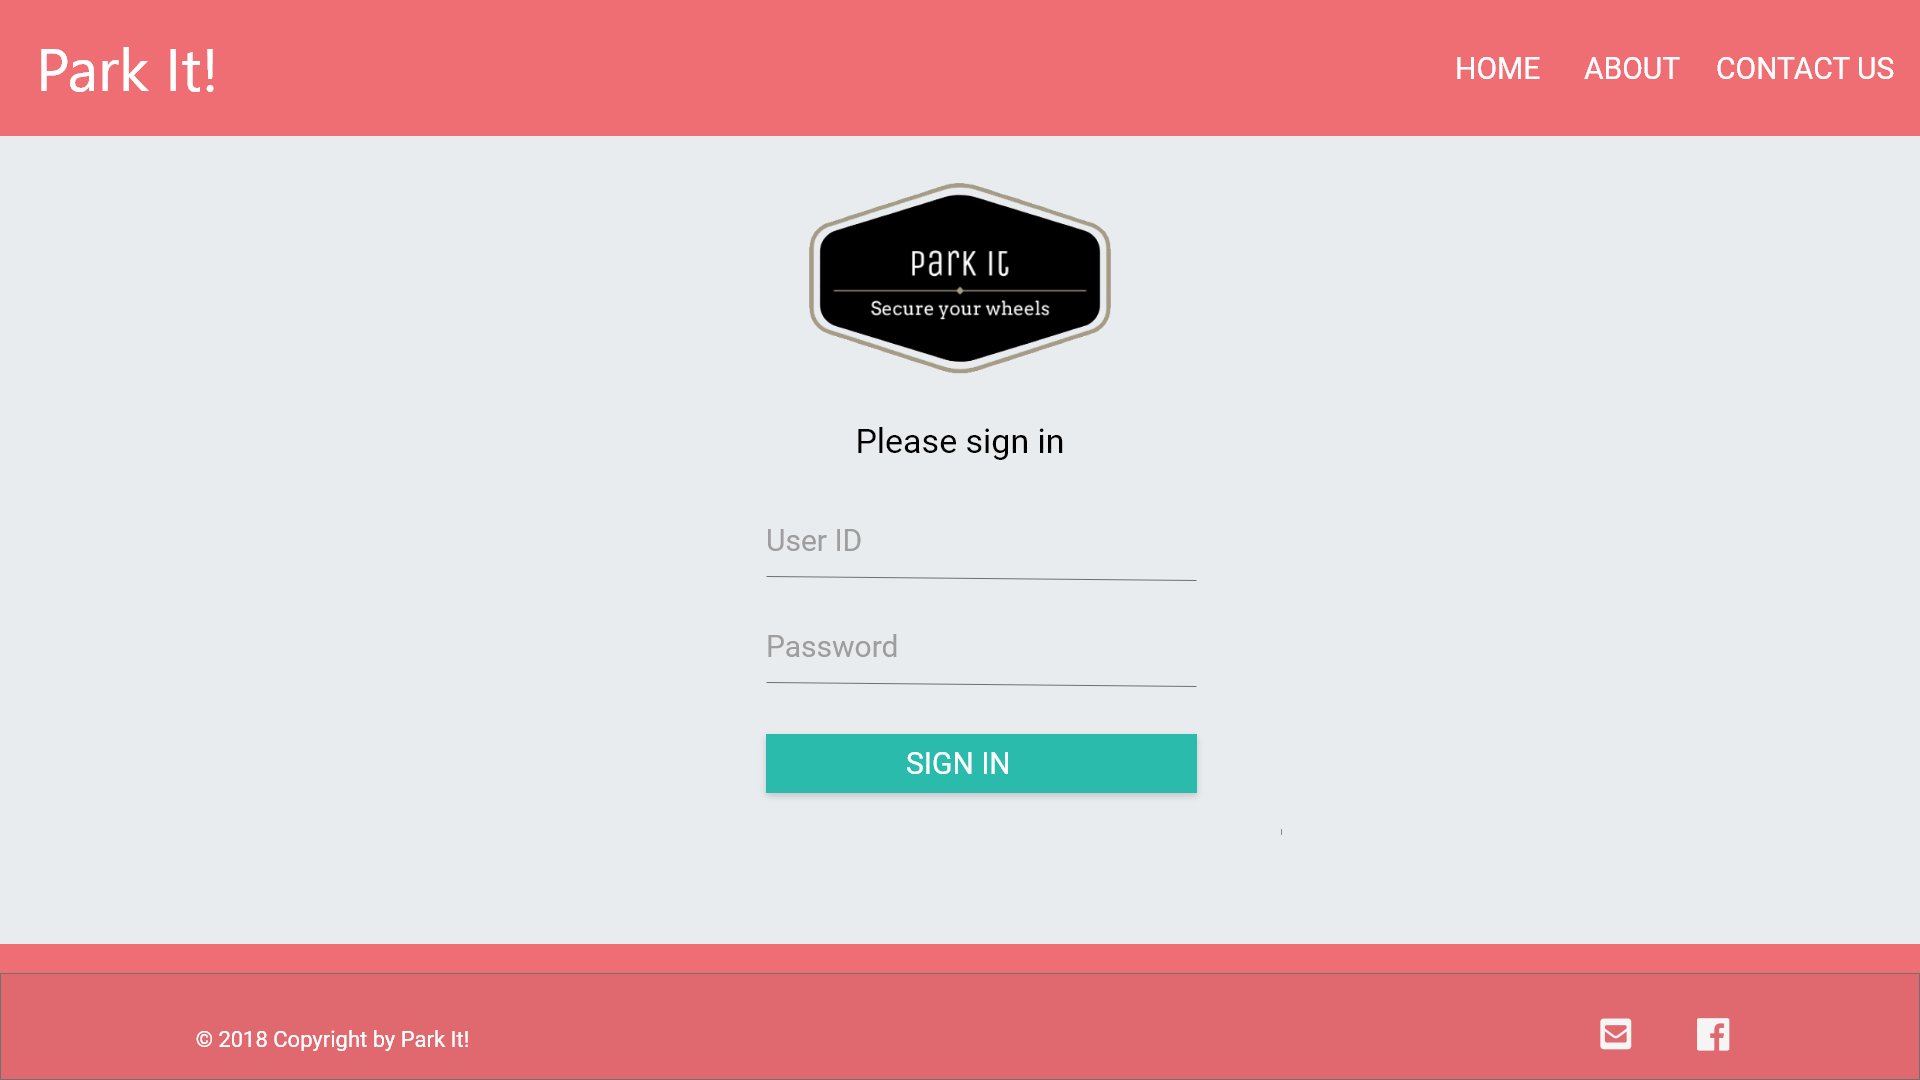 Park It!
HOME ABOUT CONTACT US
Park It
Secure your wheels
Please sign in
User ID
Password
SIGN IN
© 2018 Copyright by Park It!